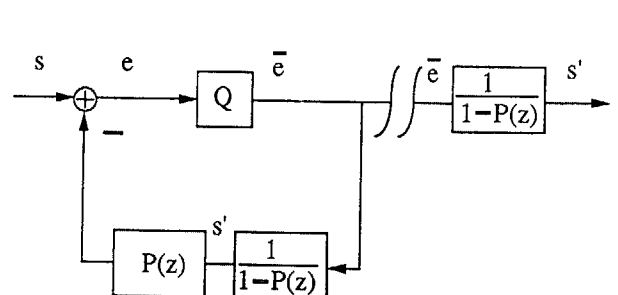 s e ē ē s'
+ Q 1
1−P(z)
−
s'
P(z) 1
1−P(z)